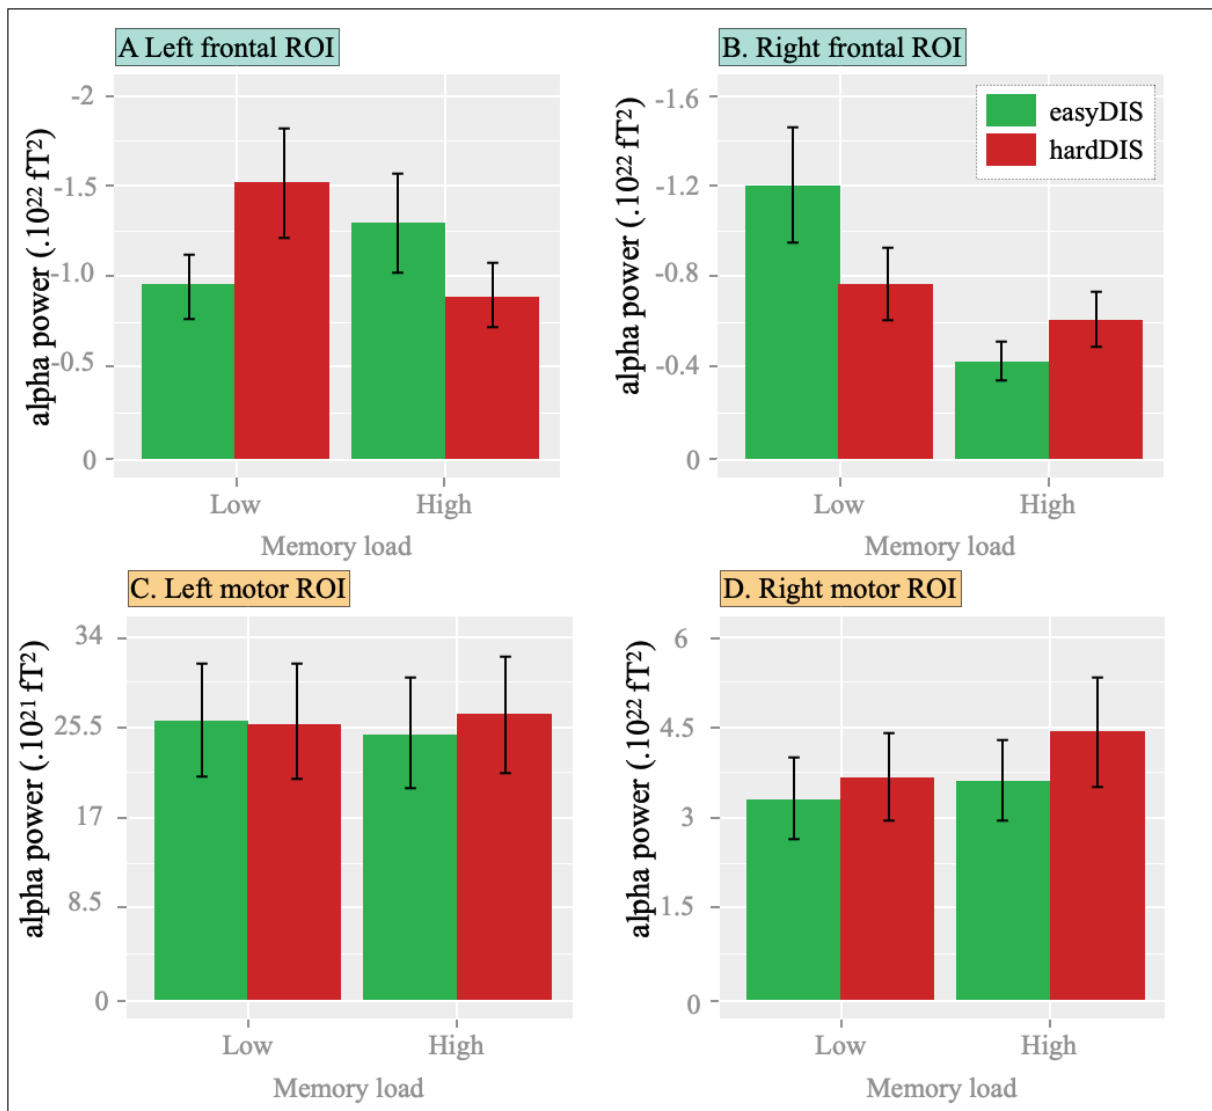 A Left frontal ROI
alpha power (.10²² fT²)
-2
-1.5
-1.0
-0.5
0
Low
High
Memory load
B. Right frontal ROI
alpha power (.10²² fT²)
-1.6
-1.2
-0.8
-0.4
0
easyDIS
hardDIS
Low
High
Memory load
C. Left motor ROI
alpha power (.10²¹ fT²)
34
25.5
17
8.5
0
Low
High
Memory load
D. Right motor ROI
alpha power (.10²² fT²)
6
4.5
3
1.5
0
Low
High
Memory load